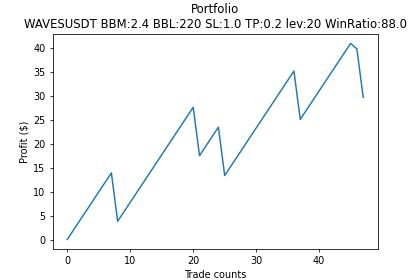 Portfolio
WAVESUSDT BBM:2.4 BBL:220 SL:1.0 TP:0.2 lev:20 WinRatio:88.0
Profit ($)
40
35
30
25
20
15
10
5
0
0 10 20 30 40
Trade counts